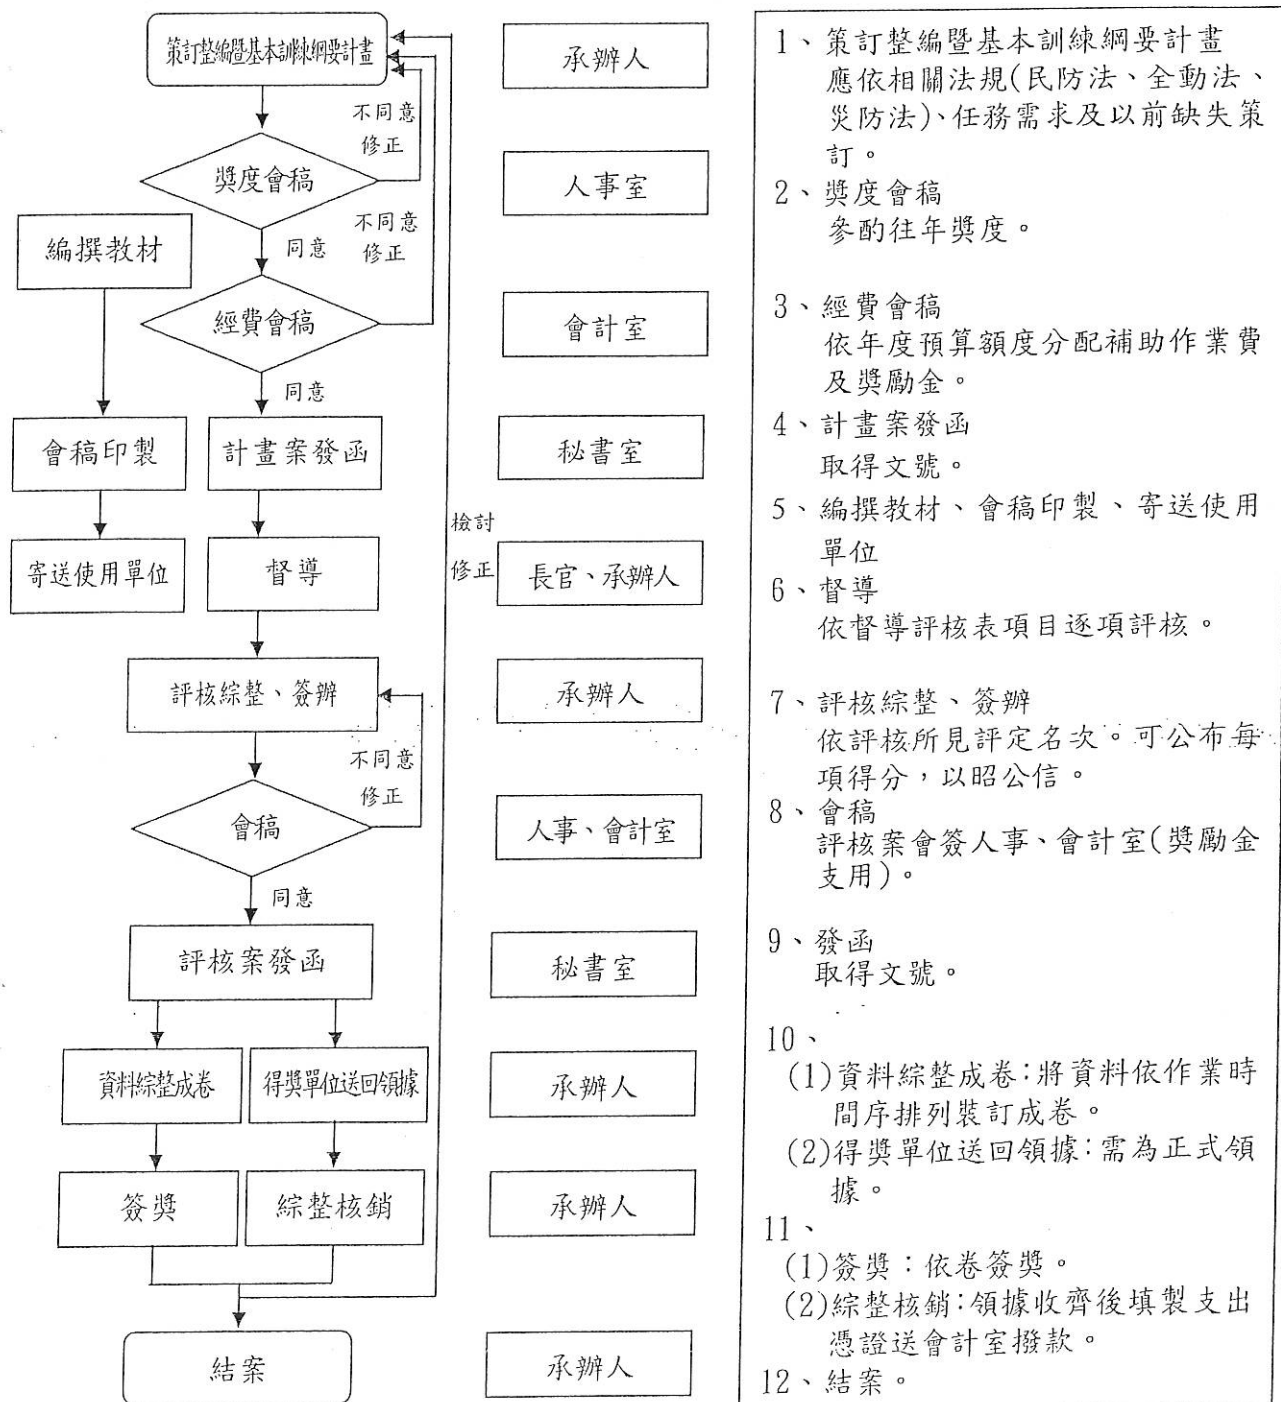 策訂整編暨基本訓練綱要計畫
不同意
修正
獎度會稿
同意
不同意
修正
編撰教材
經費會稿
同意
會稿印製
計畫案發函
寄送使用單位
督導
檢討
修正
評核綜整、簽辦
不同意
修正
會稿
同意
評核案發函
資料綜整成卷
得獎單位送回領據
簽獎
綜整核銷
結案
承辦人
人事室
會計室
秘書室
長官、承辦人
承辦人
人事、會計室
秘書室
承辦人
承辦人
承辦人
1、策訂整編暨基本訓練綱要計畫
應依相關法規(民防法、全動法、
災防法)、任務需求及以前缺失策
訂。
2、獎度會稿
參酌往年獎度。
3、經費會稿
依年度預算額度分配補助作業費
及獎勵金。
4、計畫案發函
取得文號。
5、編撰教材、會稿印製、寄送使用
單位
6、督導
依督導評核表項目逐項評核。
7、評核綜整、簽辦
依評核所見評定名次。可公布每
項得分，以昭公信。
8、會稿
評核案會簽人事、會計室(獎勵金
支用)。
9、發函
取得文號。
10、
(1)資料綜整成卷:將資料依作業時
間序排列裝訂成卷。
(2)得獎單位送回領據:需為正式領
據。
11、
(1)簽獎：依卷簽獎。
(2)綜整核銷:領據收齊後填製支出
憑證送會計室撥款。
12、結案。